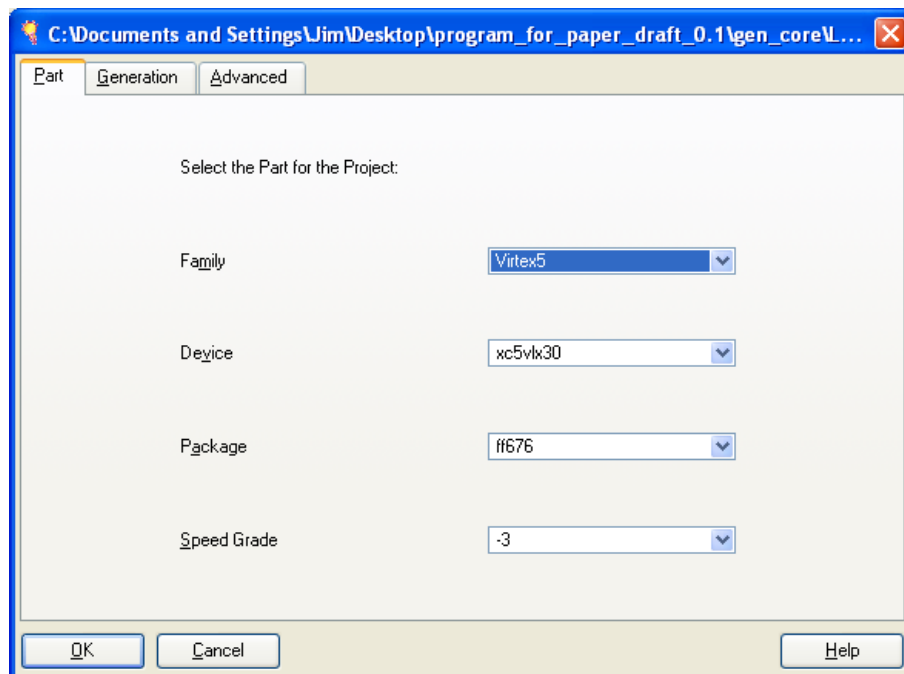 C:\Documents and Settings\Jim\Desktop\program_for_paper_draft_0.1\gen_core\L...
Part Generation Advanced
Select the Part for the Project:
Family Virtex5
Device xc5vlx30
Package ff676
Speed Grade -3
OK Cancel Help